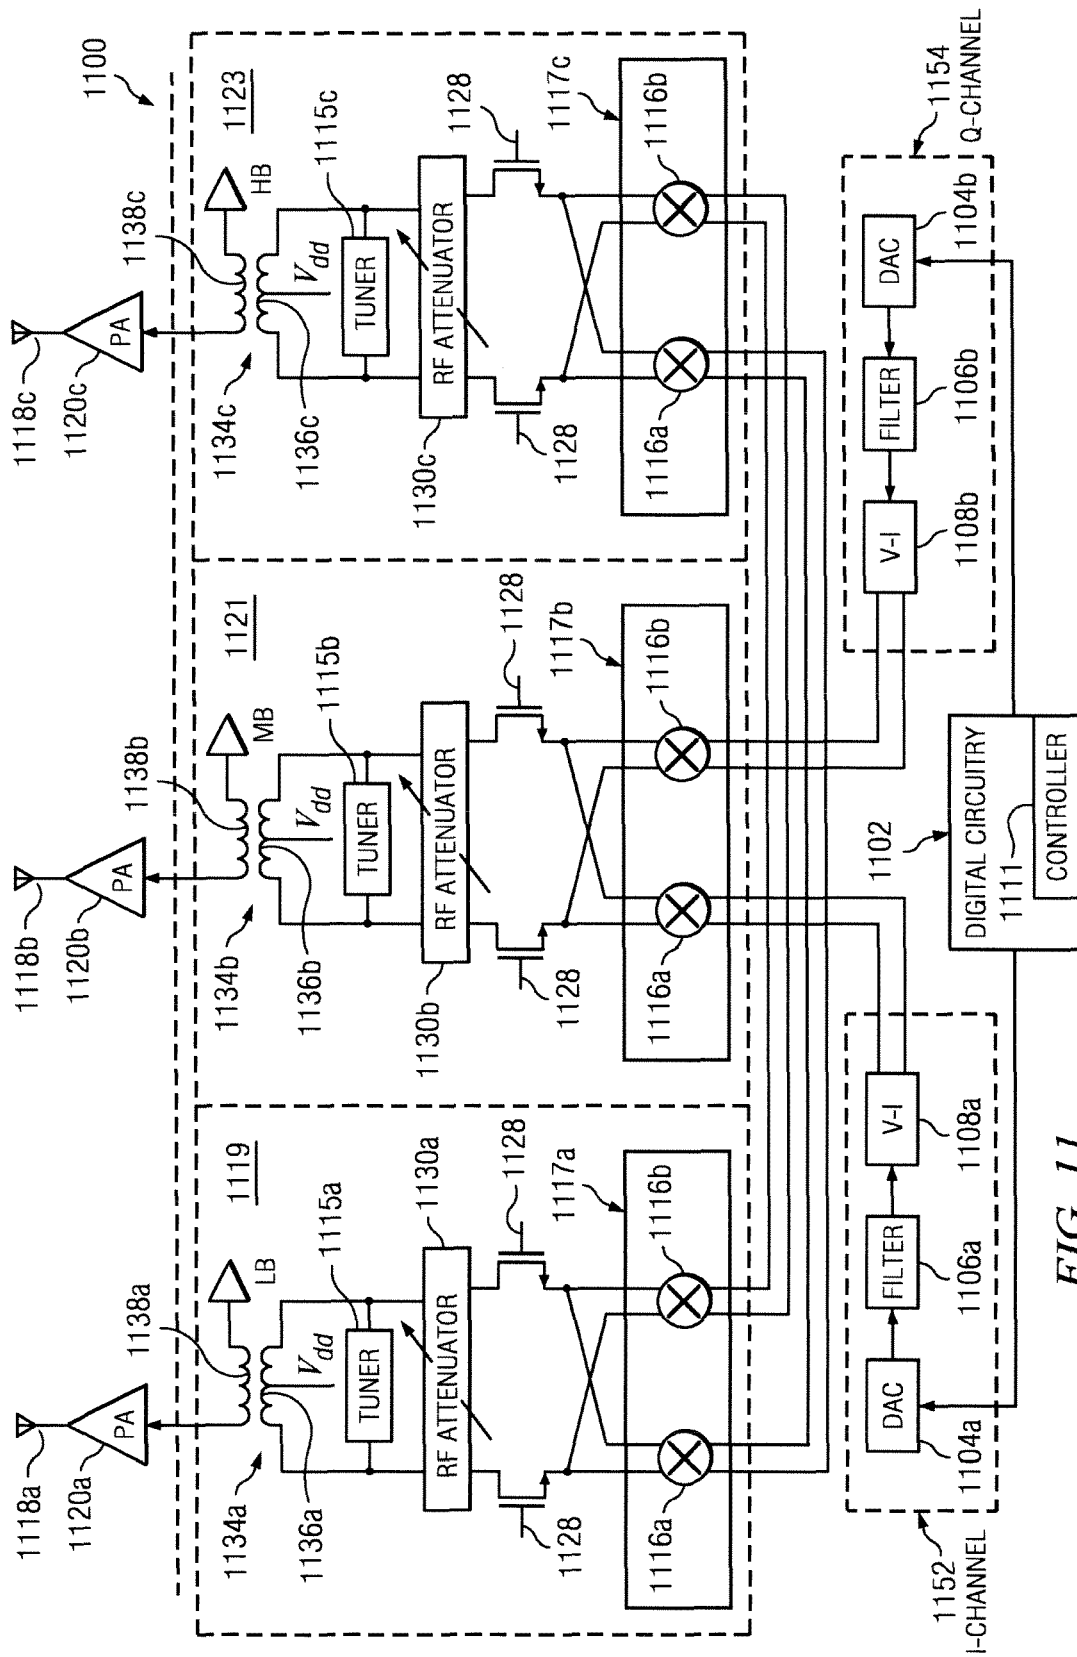 1100
1118a
1120a
PA
1118b
1120b
PA
1118c
1120c
PA
1119
1134a
1138a
LB
1136a
Vdd
1115a
TUNER
RF ATTENUATOR
1130a
1128
1128
1117a
1116a
1116b
1121
1134b
1138b
MB
1136b
Vdd
1115b
TUNER
RF ATTENUATOR
1130b
1128
1128
1117b
1116a
1116b
1123
1134c
1138c
HB
1136c
Vdd
1115c
TUNER
RF ATTENUATOR
1130c
1128
1128
1117c
1116a
1116b
1152
I-CHANNEL
DAC
1104a
FILTER
1106a
V-I
1108a
1102
DIGITAL CIRCUITRY
1111
CONTROLLER
V-I
1108b
FILTER
1106b
DAC
1104b
1154
Q-CHANNEL
FIG. 11